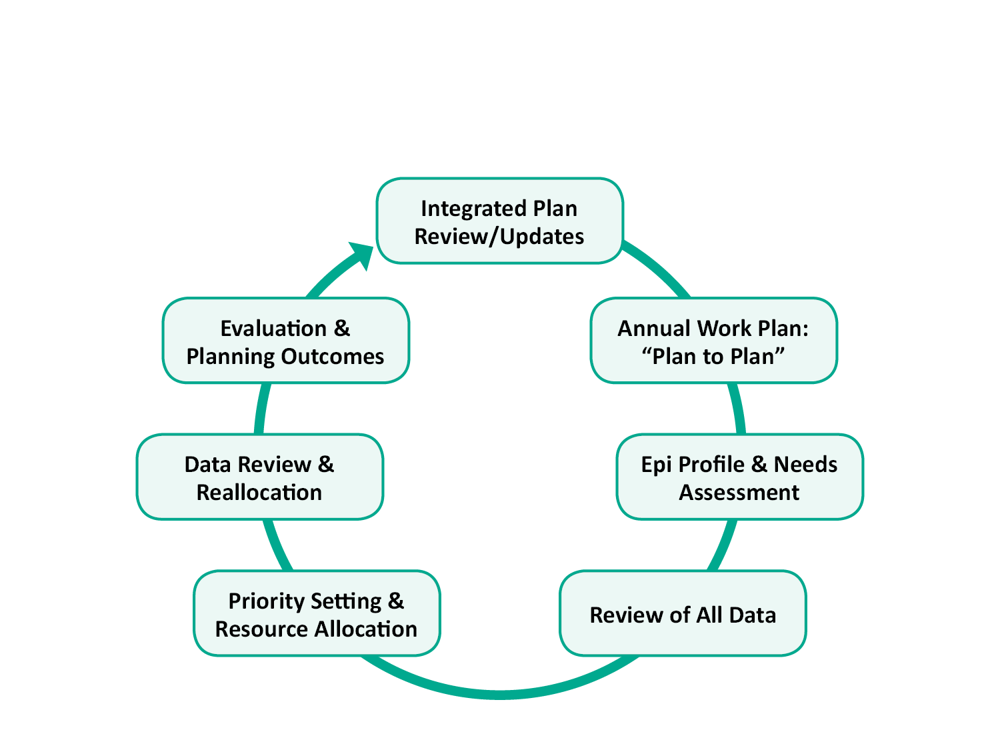 Integrated Plan
Review/Updates
Annual Work Plan:
“Plan to Plan”
Epi Profile & Needs
Assessment
Review of All Data
Priority Setting &
Resource Allocation
Data Review &
Reallocation
Evaluation &
Planning Outcomes